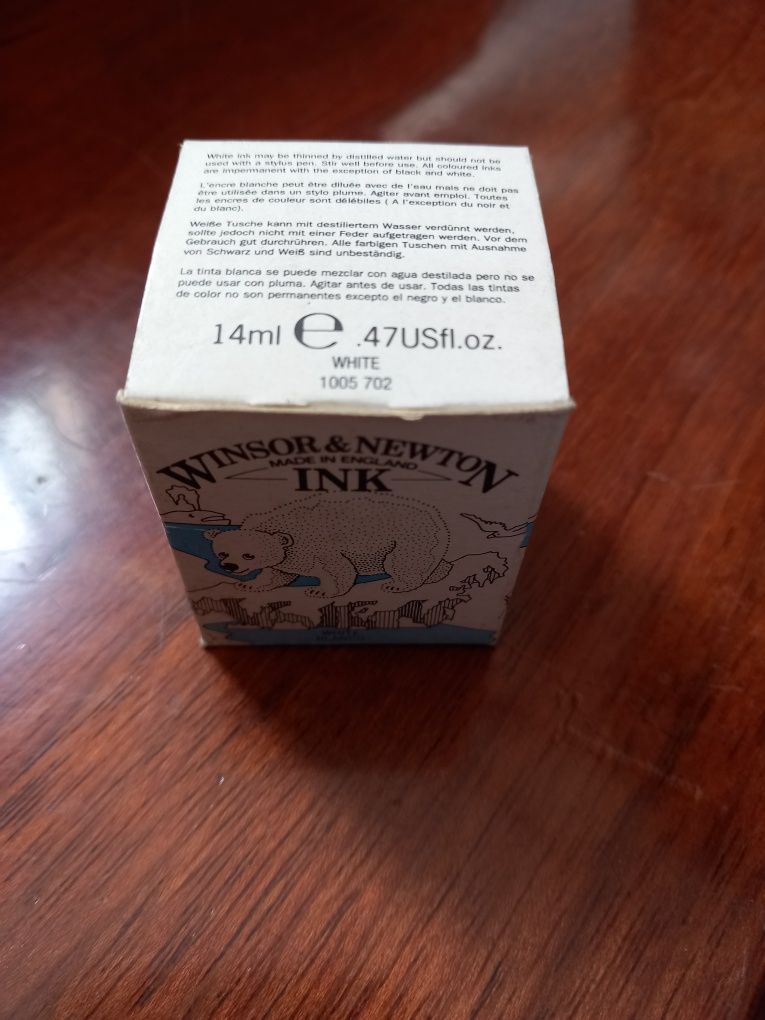 White ink may be thinned by distilled water but should not be
used with a stylus pen. Stir well before use. All coloured inks
are impermanent with the exception of black and white.
L'encre blanche peut être diluée avec de l'eau mais ne doit pas
être utilisée dans un stylo plume. Agiter avant emploi. Toutes
les encres de couleur sont délébiles ( A l'exception du noir et
du blanc).
Weiße Tusche kann mit destiliertem Wasser verdünnt werden,
sollte jedoch nicht mit einer Feder aufgetragen werden. Vor dem
Gebrauch gut durchrühren. Alle farbigen Tuschen mit Ausnahme
von Schwarz und Weiß sind unbeständig.
La tinta blanca se puede mezclar con agua destilada pero no se
puede usar con pluma. Agitar antes de usar. Todas las tintas
de color no son permanentes excepto el negro y el blanco.
14ml e .47USfl.oz.
WHITE
1005 702
WINSOR & NEWTON
MADE IN ENGLAND
INK
WHITE